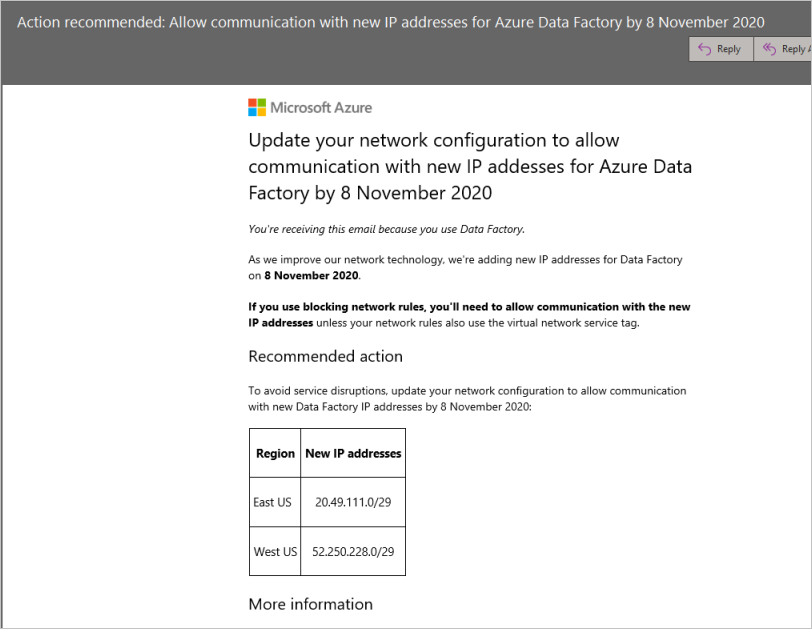 Action recommended: Allow communication with new IP addresses for Azure Data Factory by 8 November 2020
Reply
Reply A
Microsoft Azure
Update your network configuration to allow
communication with new IP addesses for Azure Data
Factory by 8 November 2020
You're receiving this email because you use Data Factory.
As we improve our network technology, we're adding new IP addresses for Data Factory
on 8 November 2020.
If you use blocking network rules, you'll need to allow communication with the new
IP addresses unless your network rules also use the virtual network service tag.
Recommended action
To avoid service disruptions, update your network configuration to allow communication
with new Data Factory IP addresses by 8 November 2020:
Region New IP addresses
East US 20.49.111.0/29
West US 52.250.228.0/29
More information